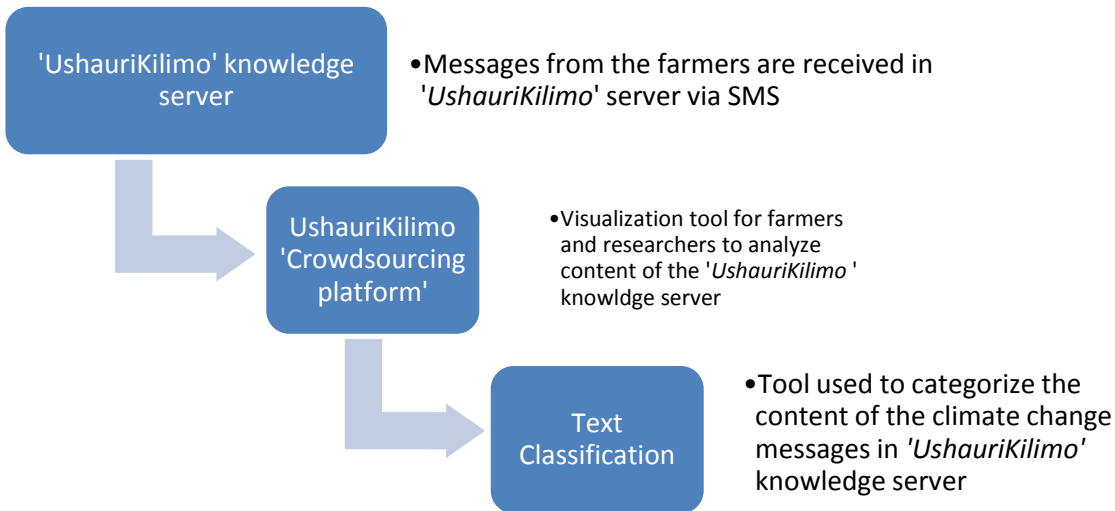 'UshauriKilimo' knowledge
server
•Messages from the farmers are received in
'UshauriKilimo' server via SMS
UshauriKilimo
'Crowdsourcing
platform'
•Visualization tool for farmers
and researchers to analyze
content of the 'UshauriKilimo '
knowldge server
Text
Classification
•Tool used to categorize the
content of the climate change
messages in 'UshauriKilimo'
knowledge server